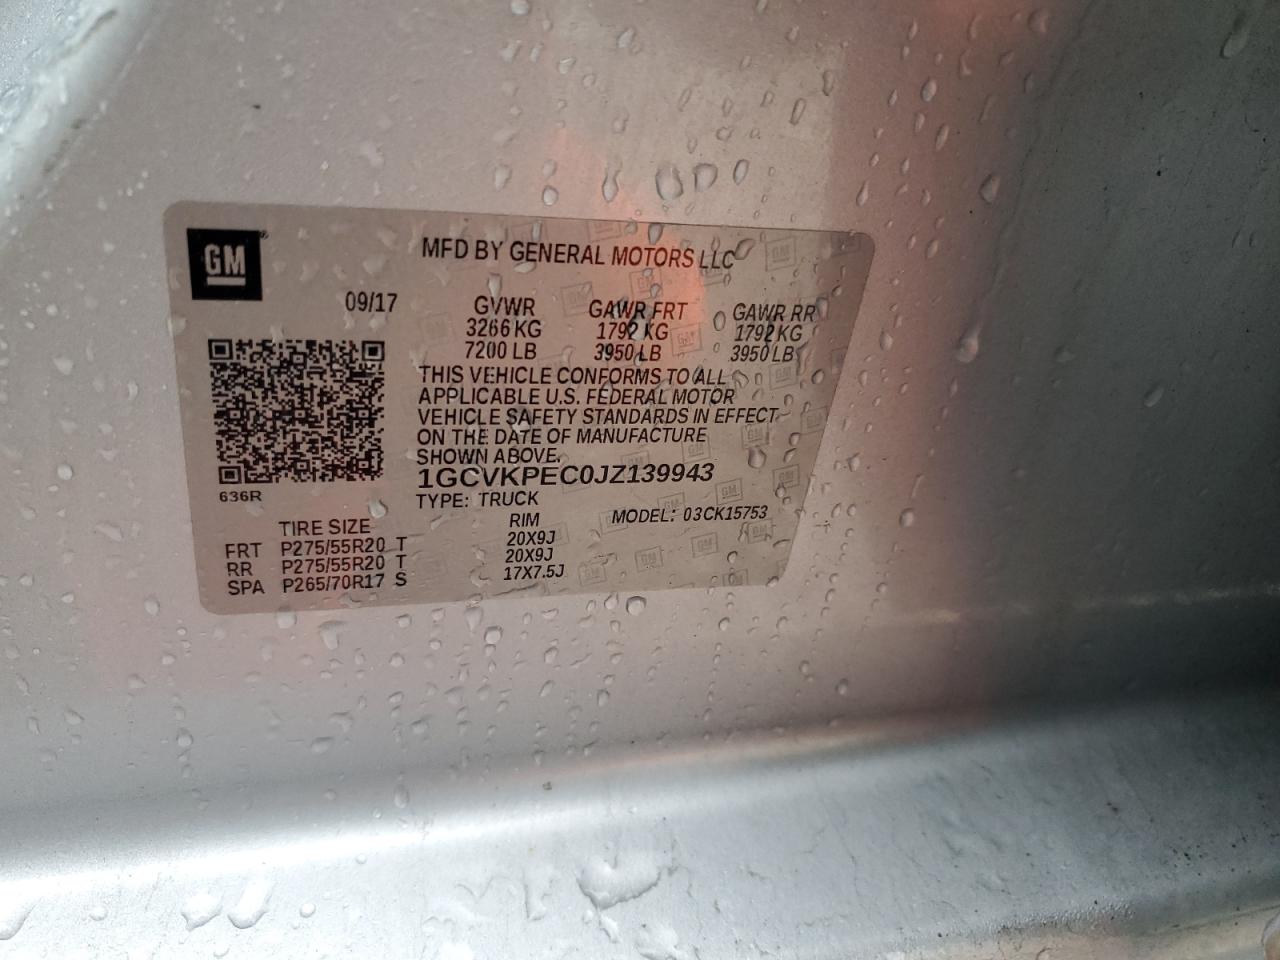 GM
MFD BY GENERAL MOTORS LLC
09/17
GVWR GAWR FRT GAWR RR
3266 KG 1792 KG 1792 KG
7200 LB 3950 LB 3950 LB
THIS VEHICLE CONFORMS TO ALL
APPLICABLE U.S. FEDERAL MOTOR
VEHICLE SAFETY STANDARDS IN EFFECT
ON THE DATE OF MANUFACTURE
SHOWN ABOVE.
1GCVKPEC0JZ139943
636R
TYPE: TRUCK
MODEL: 03CK15753
TIRE SIZE RIM
FRT P275/55R20 T 20X9J
RR P275/55R20 T 20X9J
SPA P265/70R17 S 17X7.5J